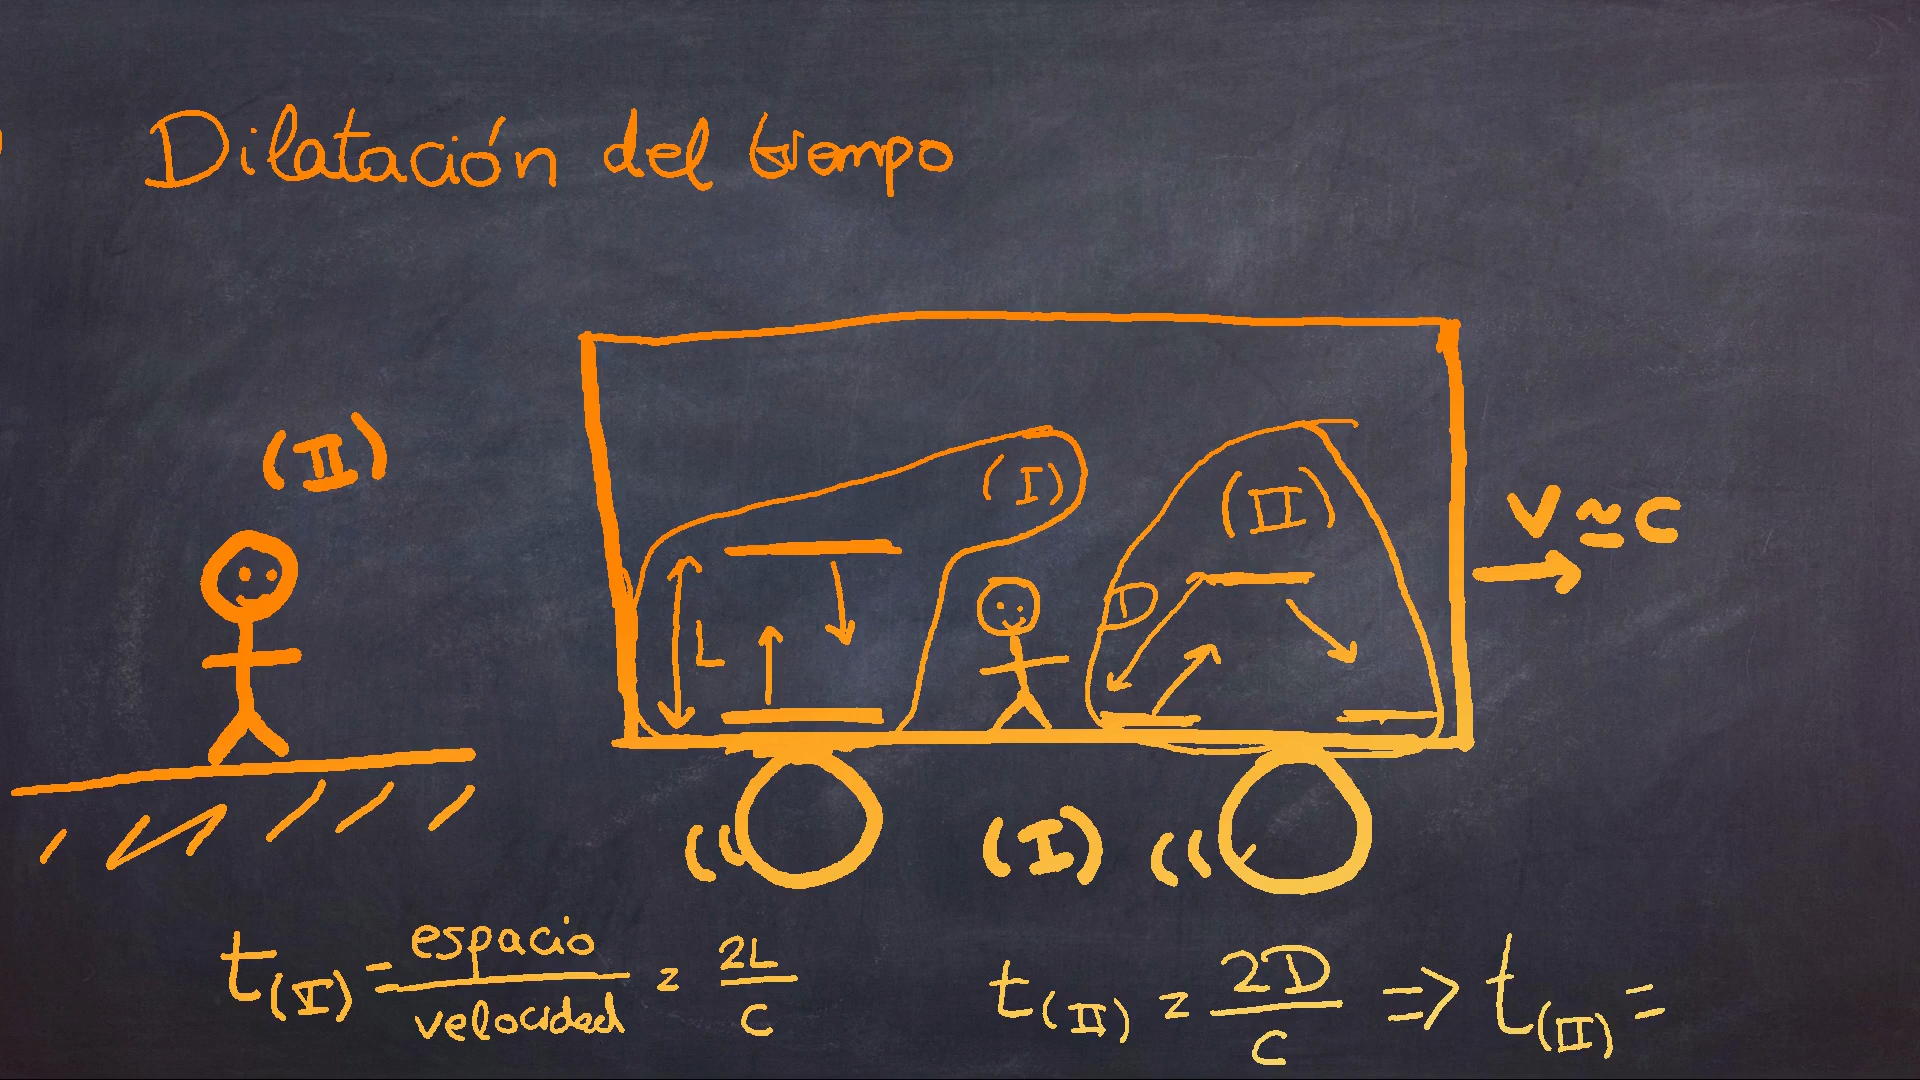 Dilatación del tiempo
(II)
(I)
(II)
V ≃ c
L
D
(I)
t(I) = espacio / velocidad = 2L / c
t(II) = 2D / c => t(II) =